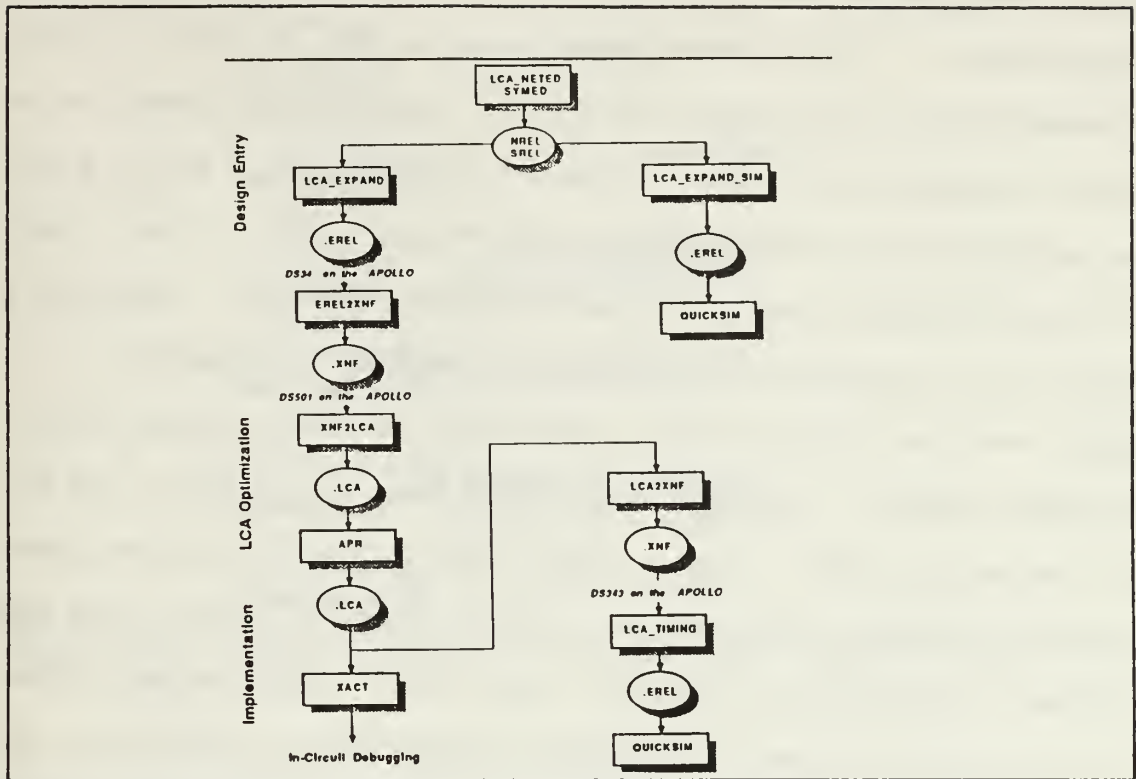 LCA_NETED
SYMED
NREL
SREL
Design Entry
LCA_EXPAND
LCA_EXPAND_SIM
.EREL
.EREL
DS34 on the APOLLO
EREL2XNF
QUICKSIM
.XNF
DS501 on the APOLLO
LCA Optimization
XNF2LCA
.LCA
LCA2XNF
APR
.XNF
.LCA
DS343 on the APOLLO
Implementation
LCA_TIMING
XACT
.EREL
In-Circuit Debugging
QUICKSIM